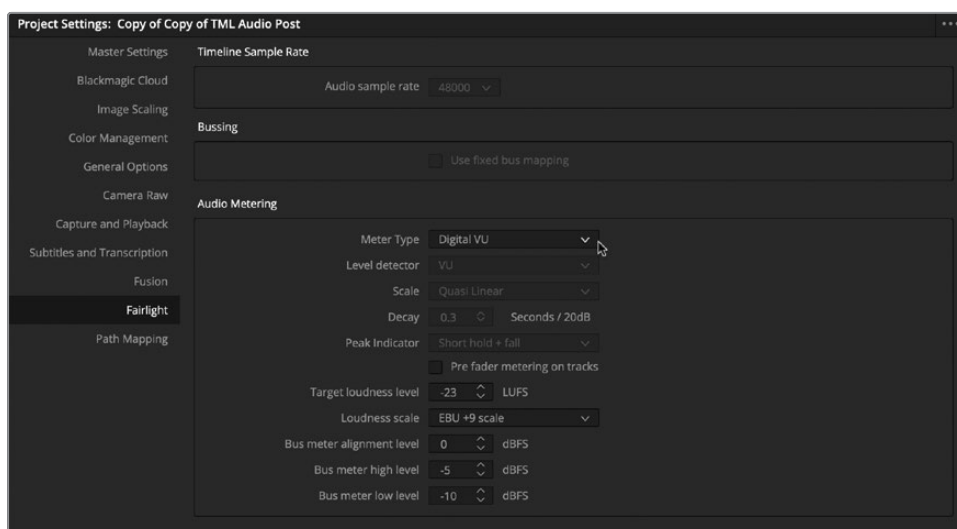 Project Settings: Copy of Copy of TML Audio Post
Master Settings
Blackmagic Cloud
Image Scaling
Color Management
General Options
Camera Raw
Capture and Playback
Subtitles and Transcription
Fusion
Fairlight
Path Mapping
Timeline Sample Rate
Audio sample rate 48000
Bussing
Use fixed bus mapping
Audio Metering
Meter Type Digital VU
Level detector VU
Scale Quasi Linear
Decay 0.3 Seconds / 20dB
Peak Indicator Short hold + fall
Pre fader metering on tracks
Target loudness level -23 LUFS
Loudness scale EBU +9 scale
Bus meter alignment level 0 dBFS
Bus meter high level -5 dBFS
Bus meter low level -10 dBFS